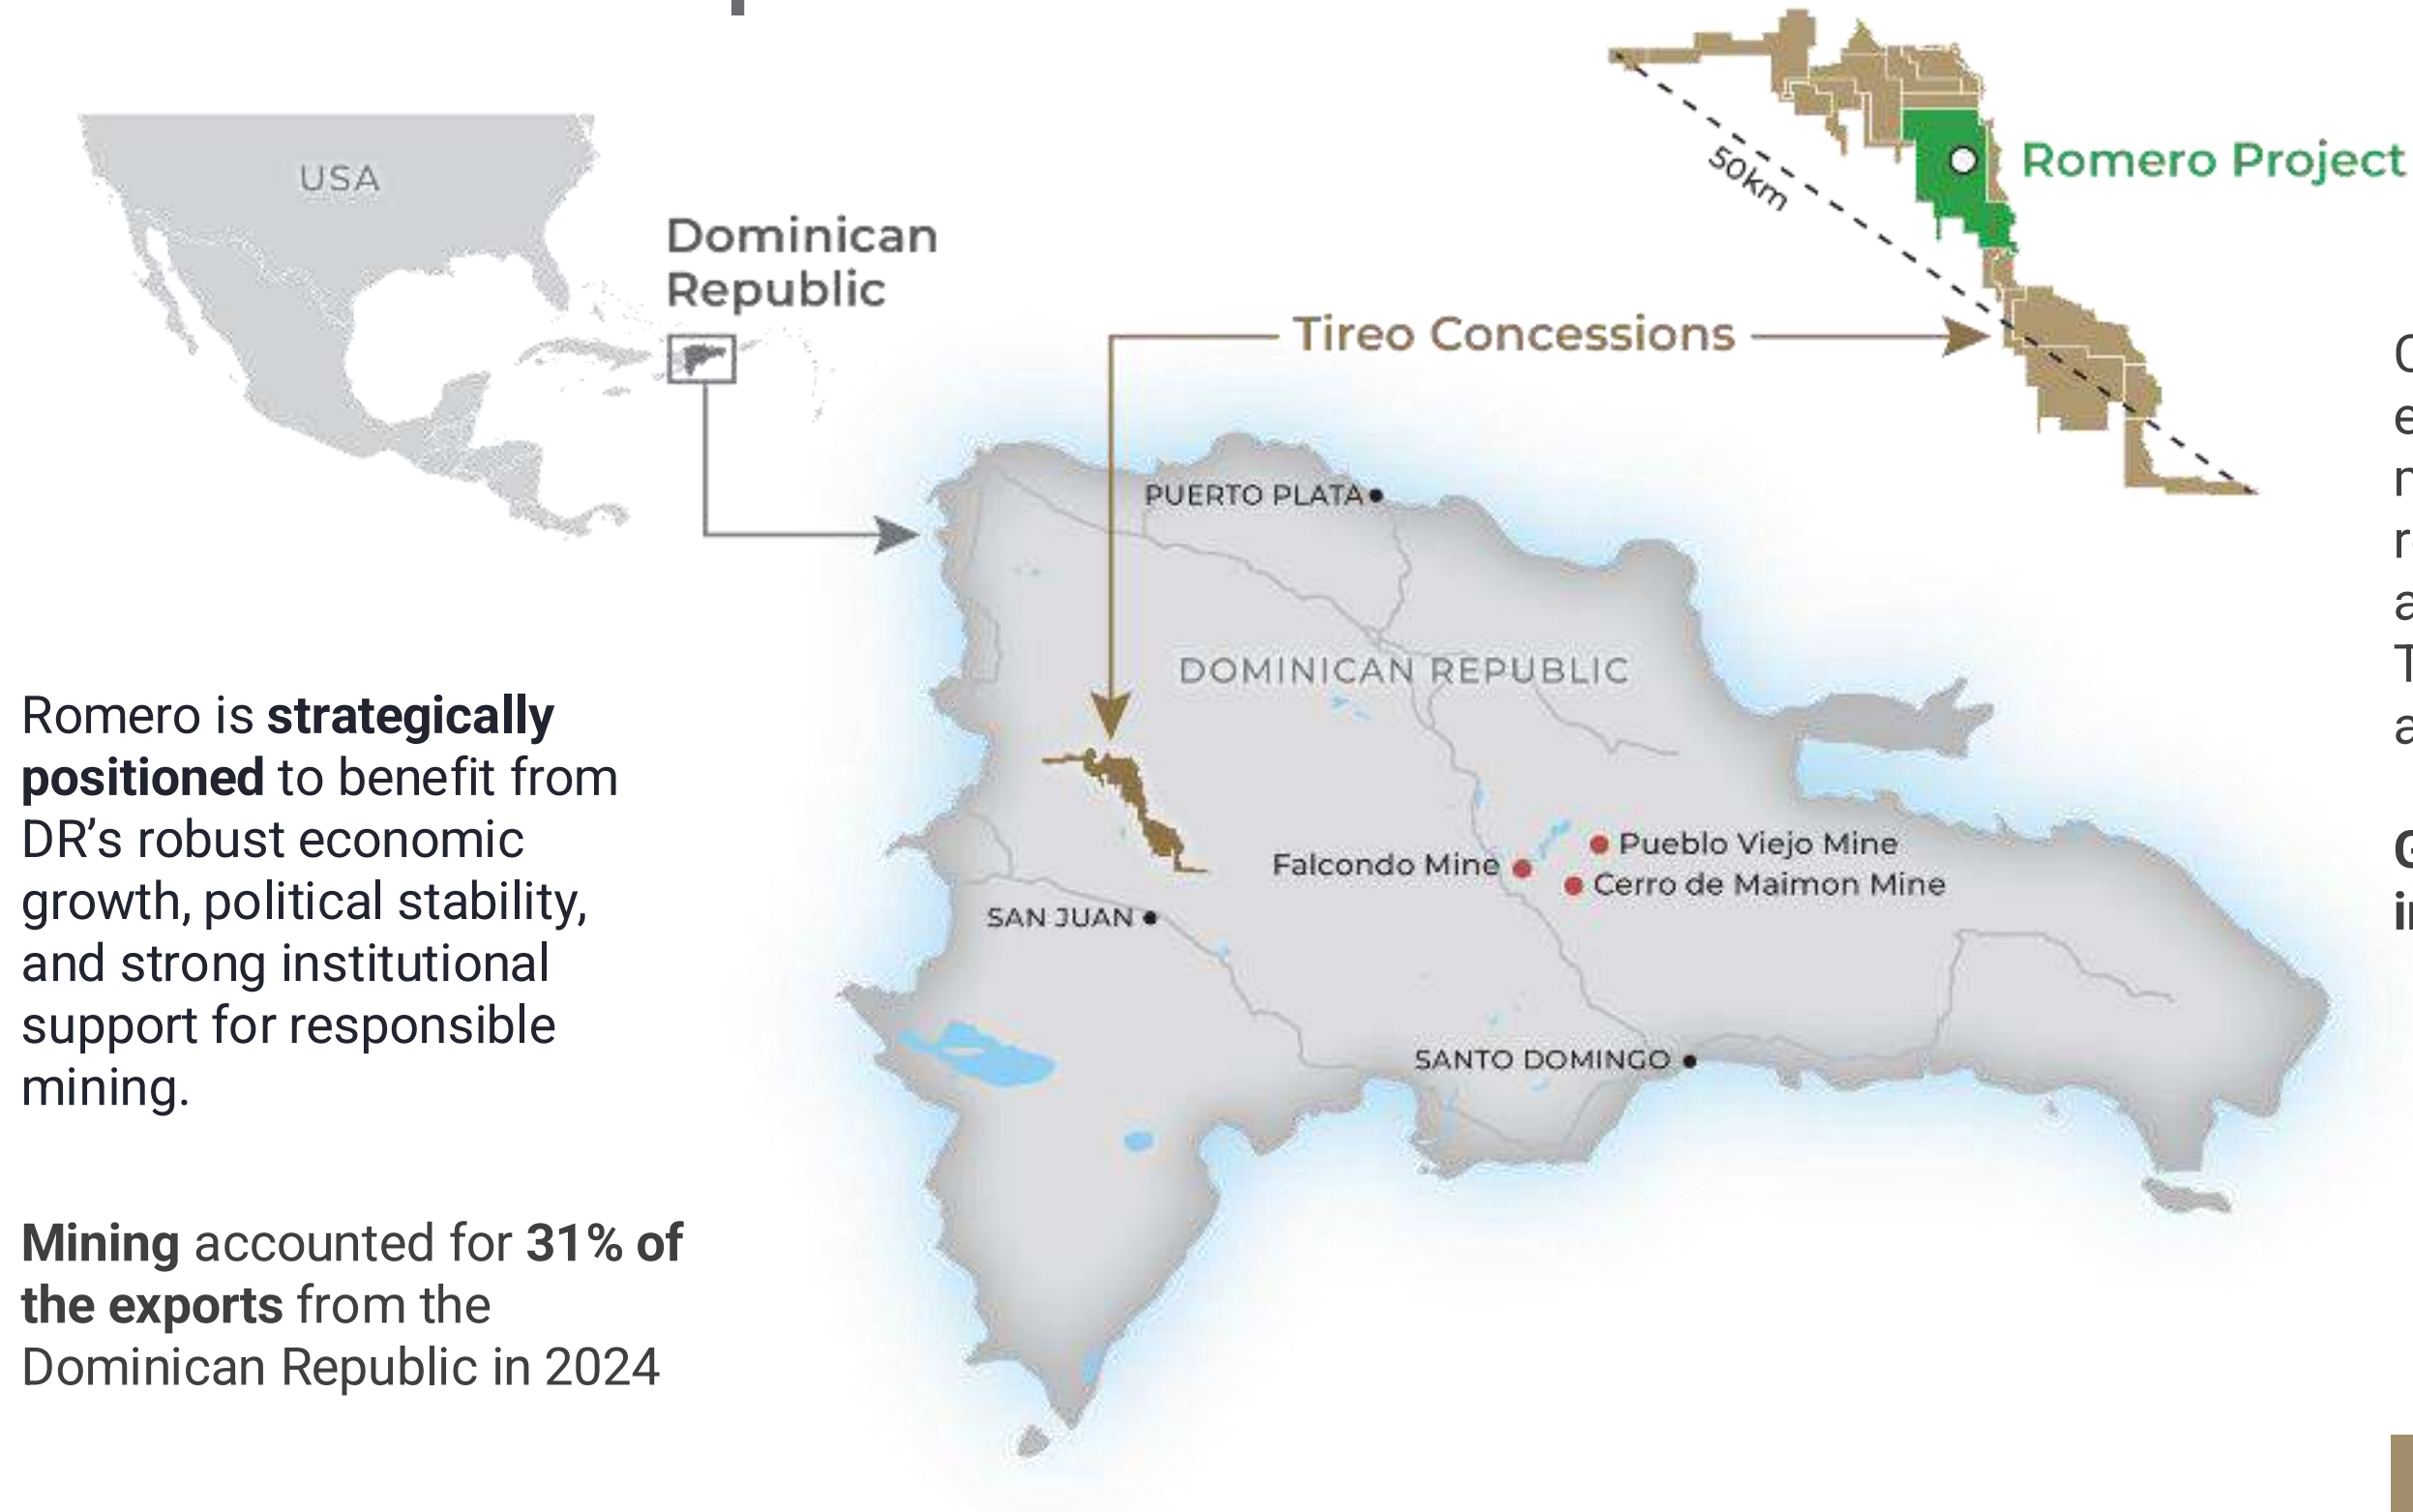 USA
Dominican
Republic
Romero Project
50km
Tireo Concessions
PUERTO PLATA
DOMINICAN REPUBLIC
Pueblo Viejo Mine
Falcondo Mine
Cerro de Maimon Mine
SAN JUAN
SANTO DOMINGO
Romero is strategically
positioned to benefit from
DR’s robust economic
growth, political stability,
and strong institutional
support for responsible
mining.
Mining accounted for 31% of
the exports from the
Dominican Republic in 2024